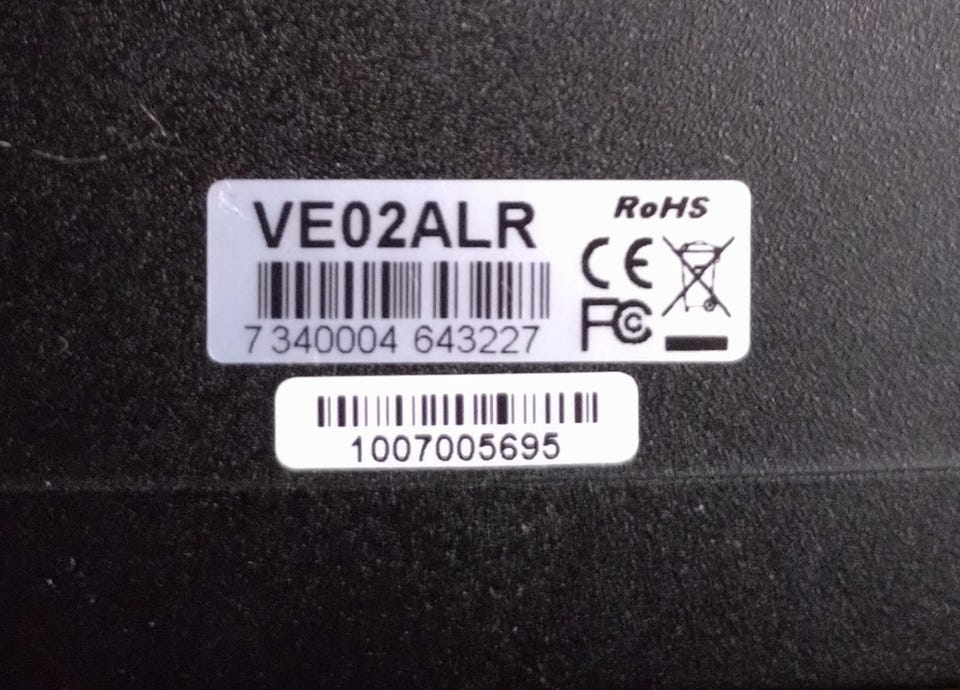 VE02ALR
RoHS
CE
FC
7 340004 643227
1007005695